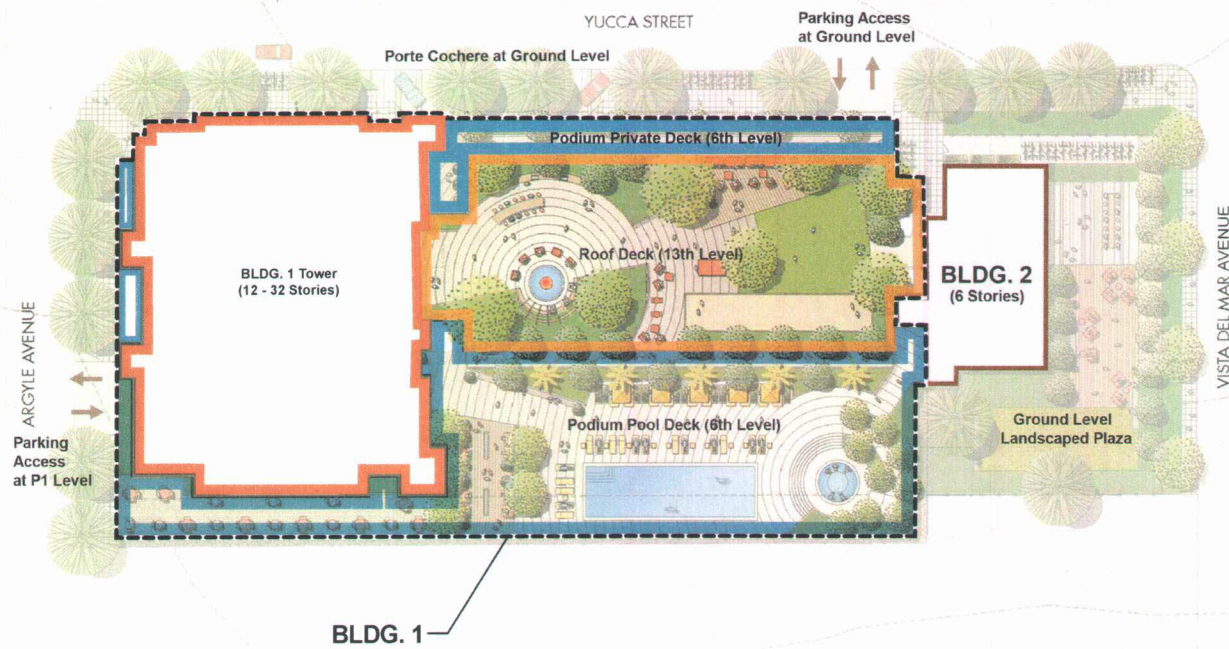 YUCCA STREET
Parking Access
at Ground Level
Porte Cochere at Ground Level
Podium Private Deck (6th Level)
Roof Deck (13th Level)
BLDG. 1 Tower
(12 - 32 Stories)
BLDG. 2
(6 Stories)
VISTA DEL MAR AVENUE
ARGYLE AVENUE
Parking
Access
at P1 Level
Podium Pool Deck (6th Level)
Ground Level
Landscaped Plaza
BLDG. 1